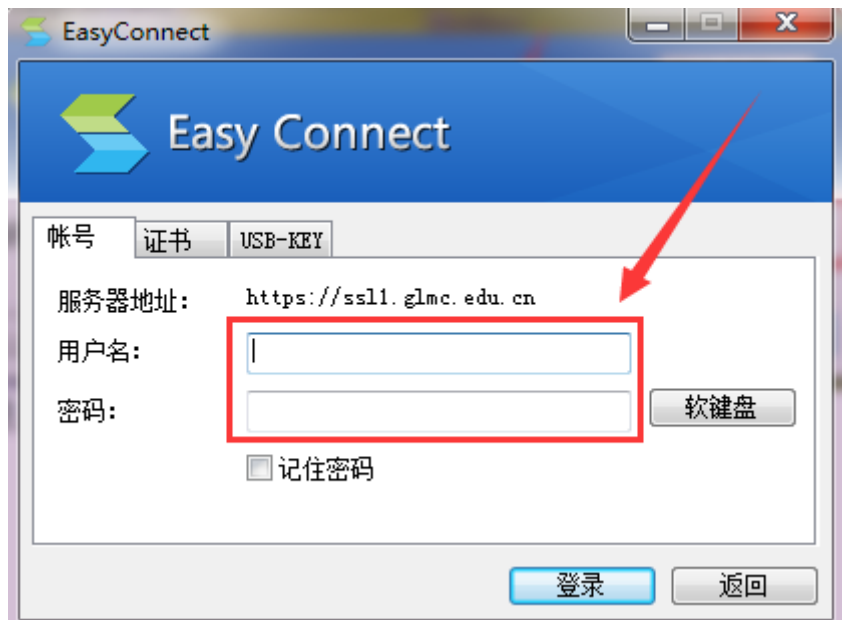 EasyConnect
Easy Connect
帐号 证书 USB-KEY
服务器地址: https://ssl1.glmc.edu.cn
用户名:
密码: 软键盘
记住密码
登录 返回